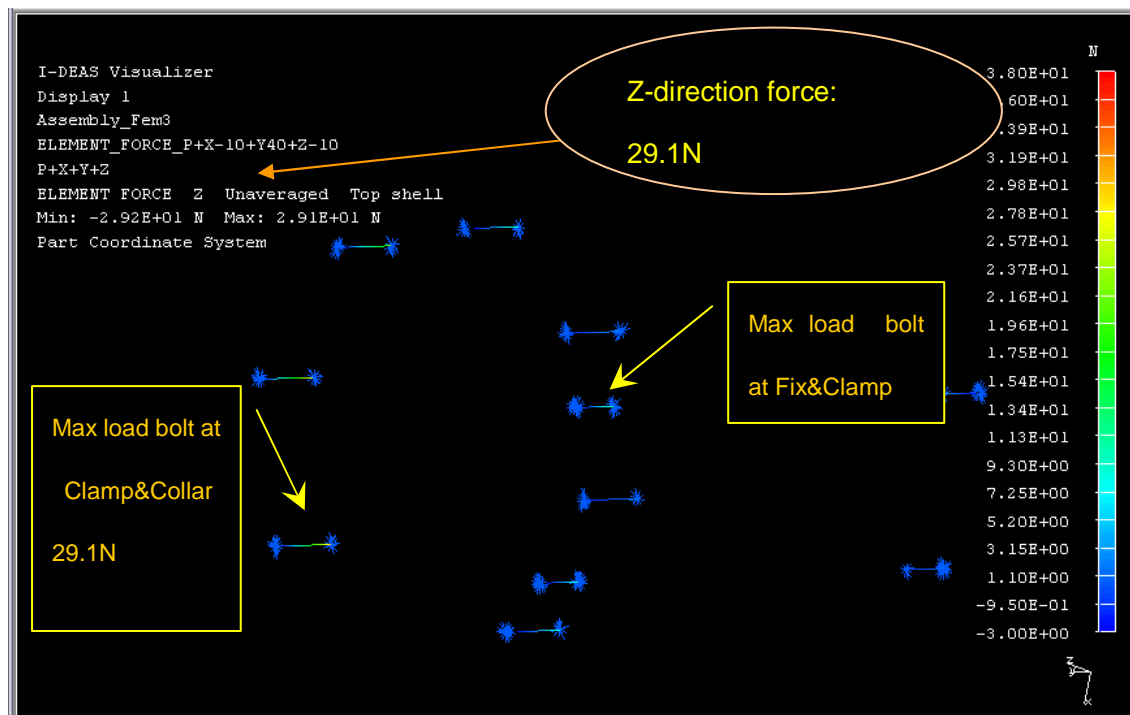 I-DEAS Visualizer
Display 1
Assembly_Fem3
ELEMENT_FORCE_P+X-10+Y40+Z-10
P+X+Y+Z
ELEMENT FORCE Z Unaveraged Top shell
Min: -2.92E+01 N Max: 2.91E+01 N
Part Coordinate System
Z-direction force:
29.1N
Max load bolt
at Fix&Clamp
Max load bolt at
Clamp&Collar
29.1N
N
3.80E+01
.60E+01
.39E+01
3.19E+01
2.98E+01
2.78E+01
2.57E+01
2.37E+01
2.16E+01
1.96E+01
1.75E+01
1.54E+01
1.34E+01
1.13E+01
9.30E+00
7.25E+00
5.20E+00
3.15E+00
1.10E+00
-9.50E-01
-3.00E+00
Z
X